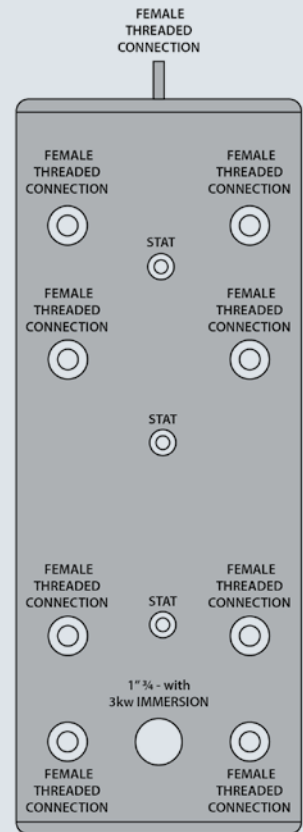 FEMALE
THREADED
CONNECTION
FEMALE
THREADED
CONNECTION
FEMALE
THREADED
CONNECTION
STAT
FEMALE
THREADED
CONNECTION
FEMALE
THREADED
CONNECTION
STAT
FEMALE
THREADED
CONNECTION
STAT
FEMALE
THREADED
CONNECTION
1" ¾ - with
3kw IMMERSION
FEMALE
THREADED
CONNECTION
FEMALE
THREADED
CONNECTION